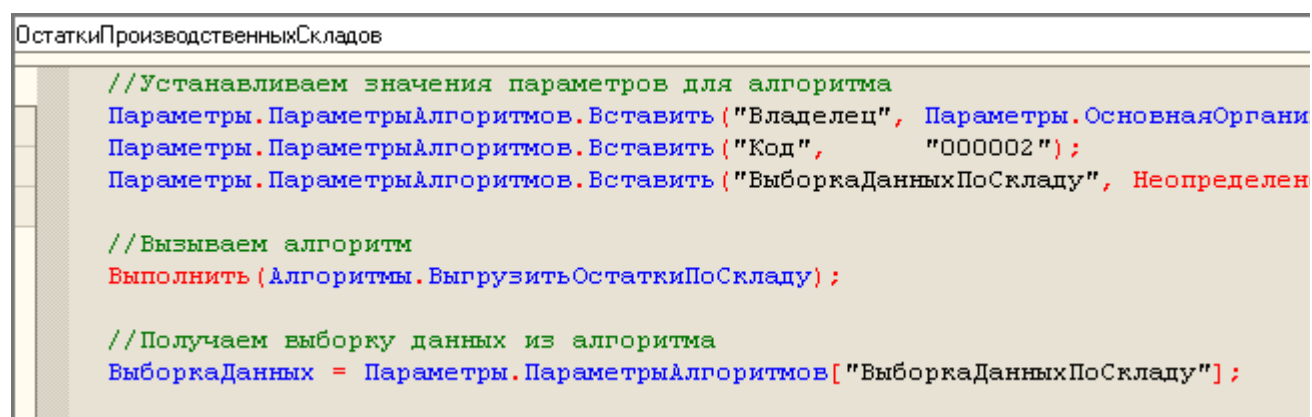 ОстаткиПроизводственныхСкладов
//Устанавливаем значения параметров для алгоритма
Параметры.ПараметрыАлгоритмов.Вставить("Владелец", Параметры.ОсновнаяОргани
Параметры.ПараметрыАлгоритмов.Вставить("Код", "000002");
Параметры.ПараметрыАлгоритмов.Вставить("ВыборкаДанныхПоСкладу", Неопределен
//Вызываем алгоритм
Выполнить(Алгоритмы.ВыгрузитьОстаткиПоСкладу);
//Получаем выборку данных из алгоритма
ВыборкаДанных = Параметры.ПараметрыАлгоритмов["ВыборкаДанныхПоСкладу"];